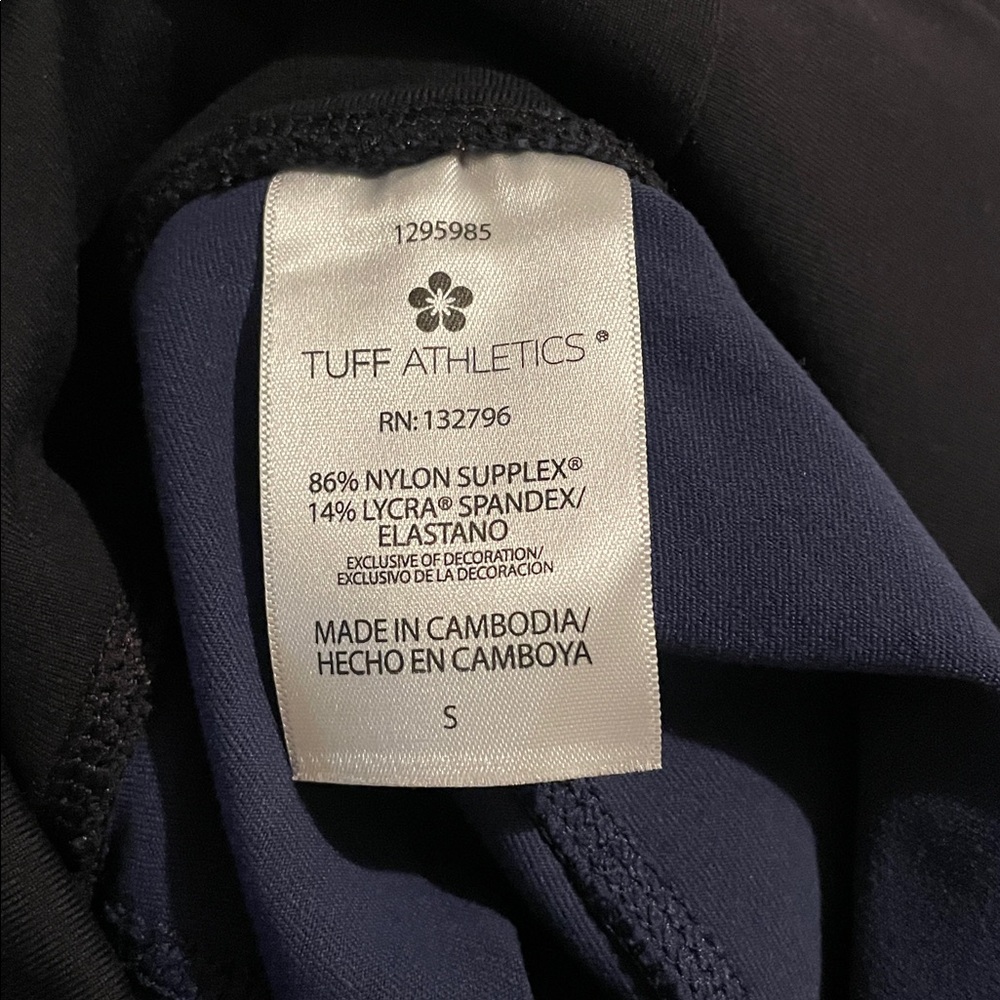 1295985
TUFF ATHLETICS®
RN: 132796
86% NYLON SUPPLEX®
14% LYCRA® SPANDEX/
ELASTANO
EXCLUSIVE OF DECORATION/
EXCLUSIVO DE LA DECORACION
MADE IN CAMBODIA/
HECHO EN CAMBOYA
S